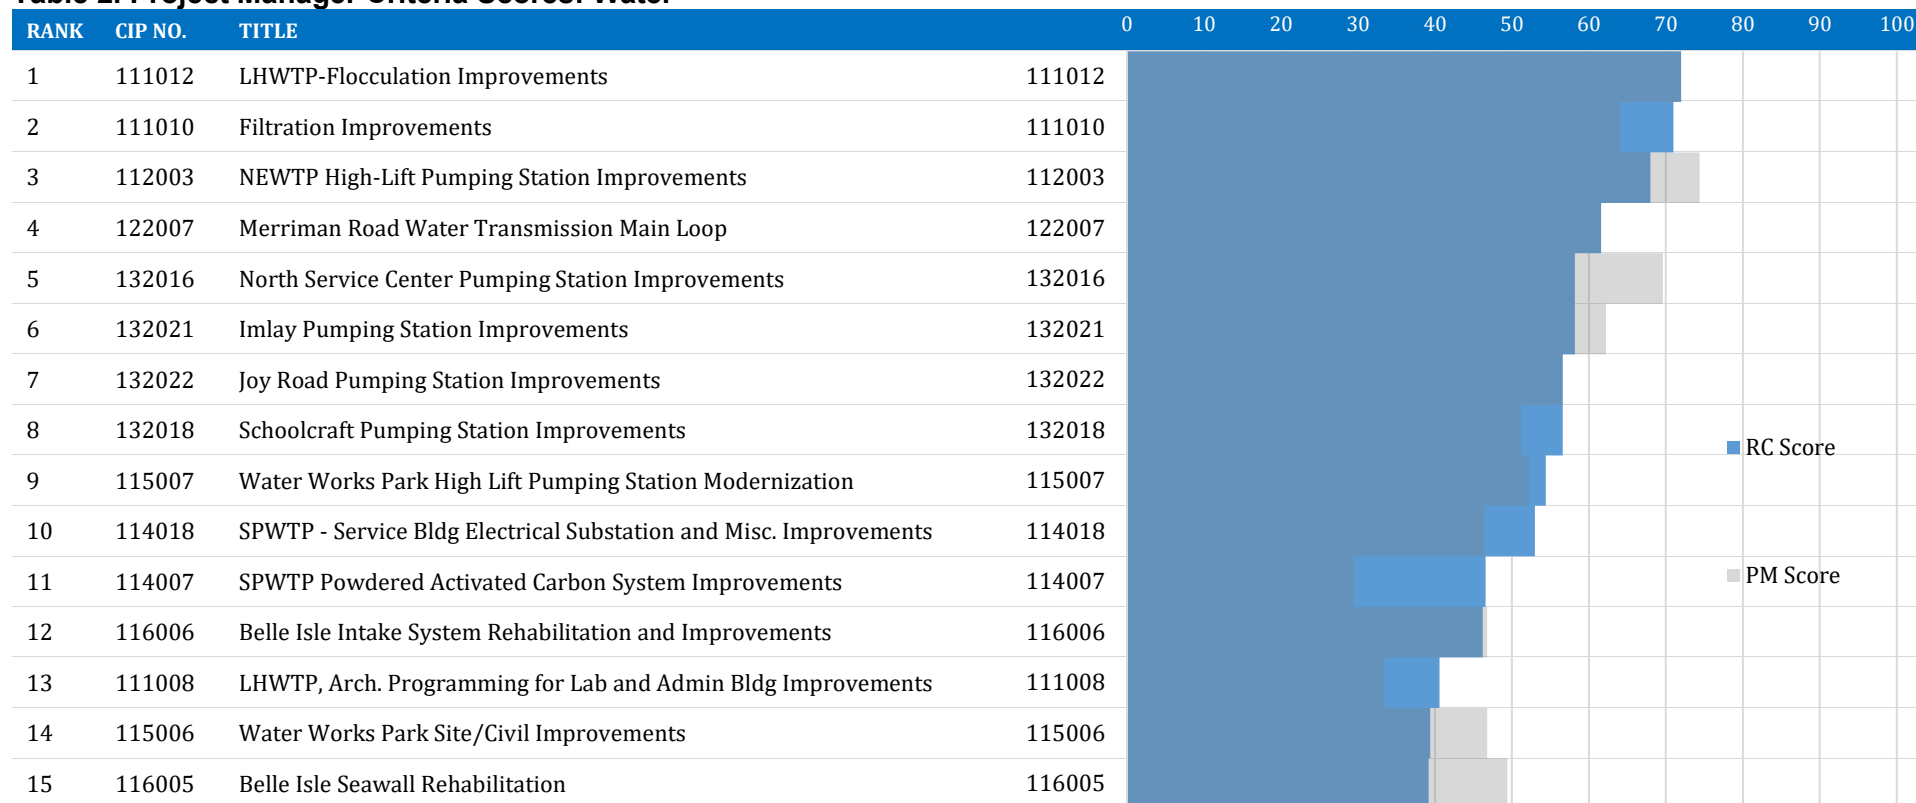 Table 2: Project Manager Criteria Scores: Water
RANK CIP NO. TITLE 0 10 20 30 40 50 60 70 80 90 100
1 111012 LHWTP-Flocculation Improvements 111012
2 111010 Filtration Improvements 111010
3 112003 NEWTP High-Lift Pumping Station Improvements 112003
4 122007 Merriman Road Water Transmission Main Loop 122007
5 132016 North Service Center Pumping Station Improvements 132016
6 132021 Imlay Pumping Station Improvements 132021
7 132022 Joy Road Pumping Station Improvements 132022
8 132018 Schoolcraft Pumping Station Improvements 132018
RC Score
9 115007 Water Works Park High Lift Pumping Station Modernization 115007
10 114018 SPWTP - Service Bldg Electrical Substation and Misc. Improvements 114018
11 114007 SPWTP Powdered Activated Carbon System Improvements 114007
PM Score
12 116006 Belle Isle Intake System Rehabilitation and Improvements 116006
13 111008 LHWTP, Arch. Programming for Lab and Admin Bldg Improvements 111008
14 115006 Water Works Park Site/Civil Improvements 115006
15 116005 Belle Isle Seawall Rehabilitation 116005